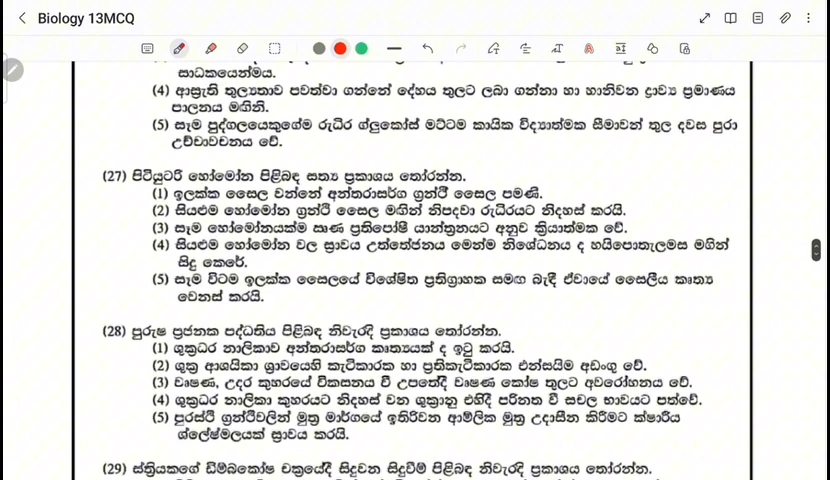 Biology 13MCQ
සාධකයෙන්මය.
(4) ආස්‍රැති තුල්‍යතාව පවත්වා ගන්නේ දේහය තුලට ලබා ගන්නා හා හානිවන ද්‍රාව්‍ය ප්‍රමාණය
පාලනය මඟිනි.
(5) සෑම පුද්ගලයෙකුගේම රුධිර ග්ලුකෝස් මට්ටම කායික විද්‍යාත්මක සීමාවන් තුල දවස පුරා
උච්චාවචනය වේ.
(27) පිටියුටරි හෝමෝන පිළිබඳ සත්‍ය ප්‍රකාශය තෝරන්න.
(1) ඉලක්ක සෛල වන්නේ අන්තරාසර්ග ග්‍රන්ථි සෛල පමණි.
(2) සියළුම හෝමෝන ග්‍රන්ථි සෛල මඟින් නිපදවා රුධිරයට නිදහස් කරයි.
(3) සෑම හෝමෝනයක්ම ඍණ ප්‍රතිපෝෂී යාන්ත්‍රනයට අනුව ක්‍රියාත්මක වේ.
(4) සියළුම හෝමෝන වල ස්‍රාවය උත්තේජනය මෙන්ම නිශේධනය ද හයිපොතැලමස මගින්
සිදු කෙරේ.
(5) සෑම විටම ඉලක්ක සෛලයේ විශේෂිත ප්‍රතිග්‍රාහක සමඟ බැඳී ඒවායේ සෛලීය කෘත්‍ය
වෙනස් කරයි.
(28) පුරුෂ ප්‍රජනක පද්ධතිය පිළිබඳ නිවැරදි ප්‍රකාශය තෝරන්න.
(1) ශුක්‍රධර නාලිකාව අන්තරාසර්ග කෘත්‍යයක් ද ඉටු කරයි.
(2) ශුක්‍ර ආශයිකා ශ්‍රාවයෙහි කැටිකාරක හා ප්‍රතිකැටිකාරක එන්සයිම අඩංගු වේ.
(3) වෘෂණ, උදර කුහරයේ විකසනය වී උපතේදී වෘෂණ කෝෂ තුලට අවරෝහනය වේ.
(4) ශුක්‍රධර නාලිකා කුහරයට නිදහස් වන ශුක්‍රානු එහිදී පරිනත වී සචල භාවයට පත්වේ.
(5) පුරස්ථි ග්‍රන්ථිවලින් මුත්‍ර මාර්ගයේ ඉතිරිවන ආම්ලික මුත්‍ර උදාසීන කිරීමට ක්ෂාරීය
ශ්ලේෂ්මලයක් ස්‍රාවය කරයි.
(29) ස්ත්‍රියකගේ ඩිම්බකෝෂ චක්‍රයේදී සිදුවන සිදුවීම් පිළිබඳ නිවැරදි ප්‍රකාශය තෝරන්න.